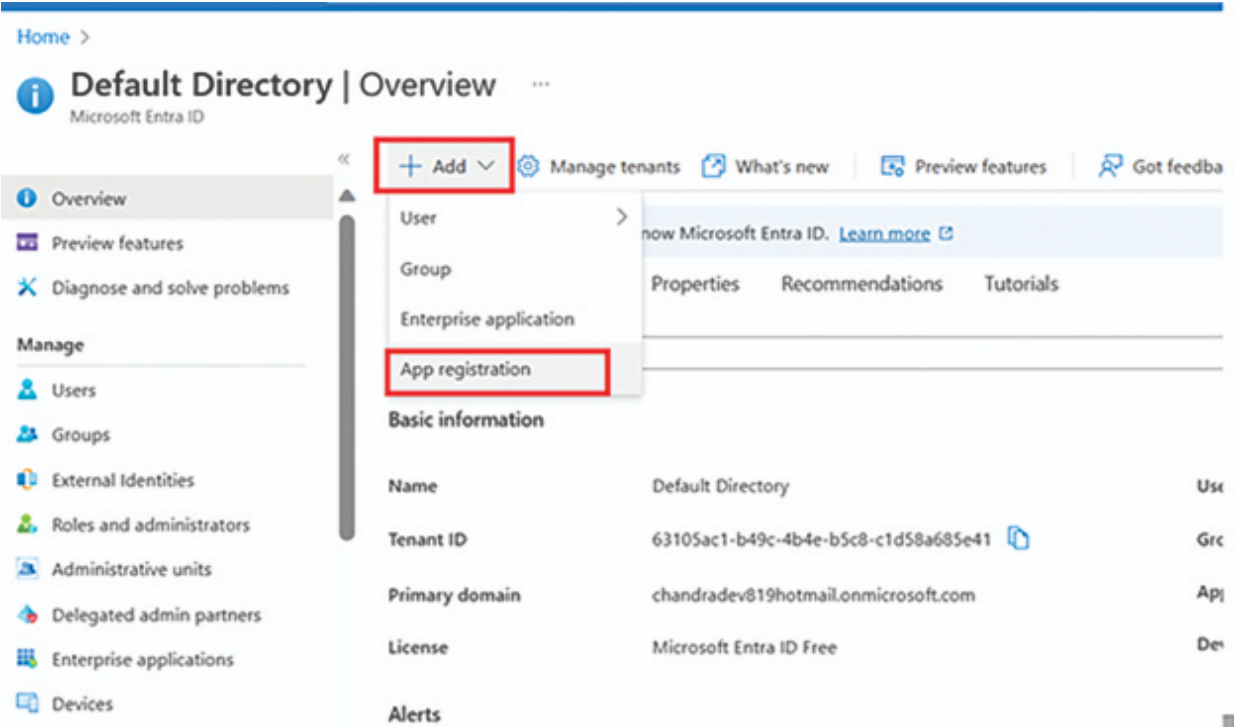 Home >
Default Directory | Overview ...
Microsoft Entra ID
«
+ Add
Manage tenants
What's new
Preview features
Got feedba
Overview
Preview features
Diagnose and solve problems
Manage
Users
Groups
External Identities
Roles and administrators
Administrative units
Delegated admin partners
Enterprise applications
Devices
User >
Group
Enterprise application
App registration
now Microsoft Entra ID. Learn more
Properties
Recommendations
Tutorials
Basic information
Name
Default Directory
Use
Tenant ID
63105ac1-b49c-4b4e-b5c8-c1d58a685e41
Grc
Primary domain
chandradev819hotmail.onmicrosoft.com
App
License
Microsoft Entra ID Free
Dev
Alerts